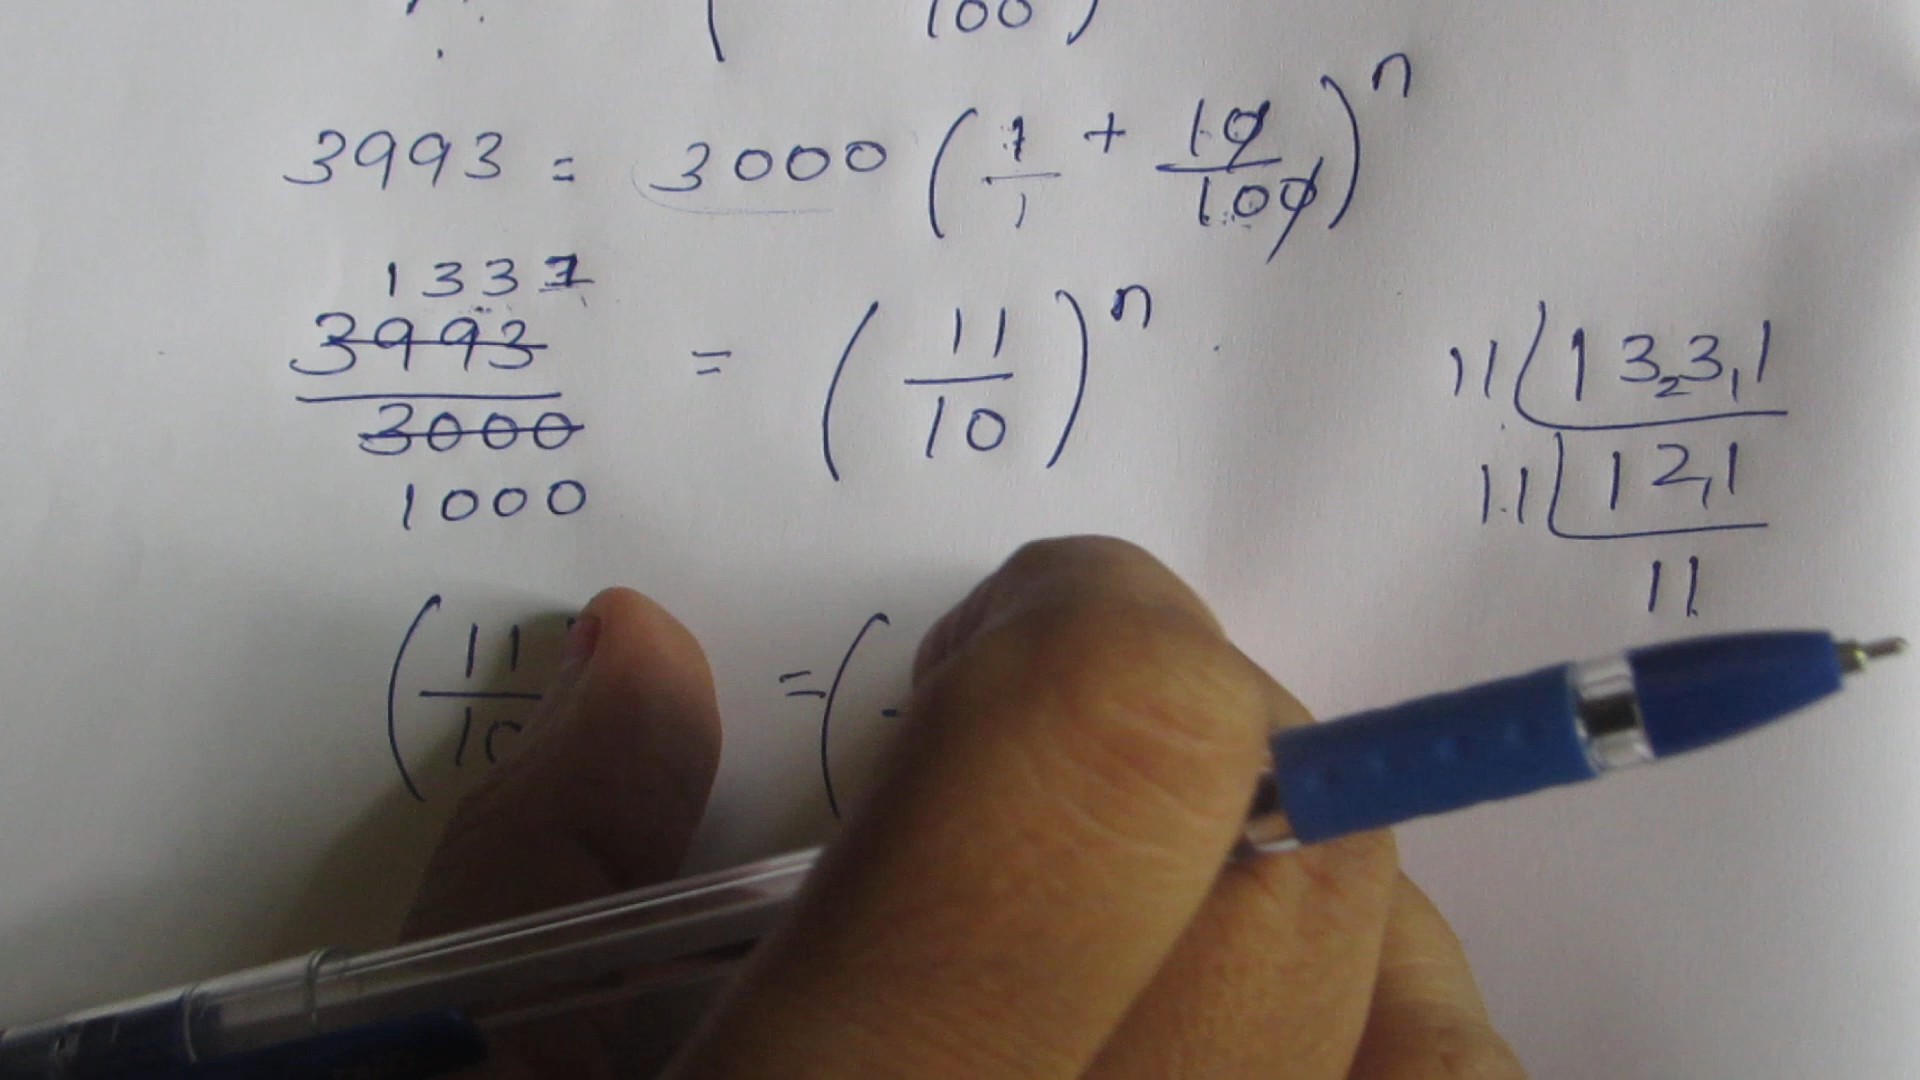 100 )
3993 = 3000 ( 1/1 + 10/100 )^n
1331
3993/3000 = ( 11/10 )^n
1000
( 11/10 = (
11 | 1331
11 | 121
11